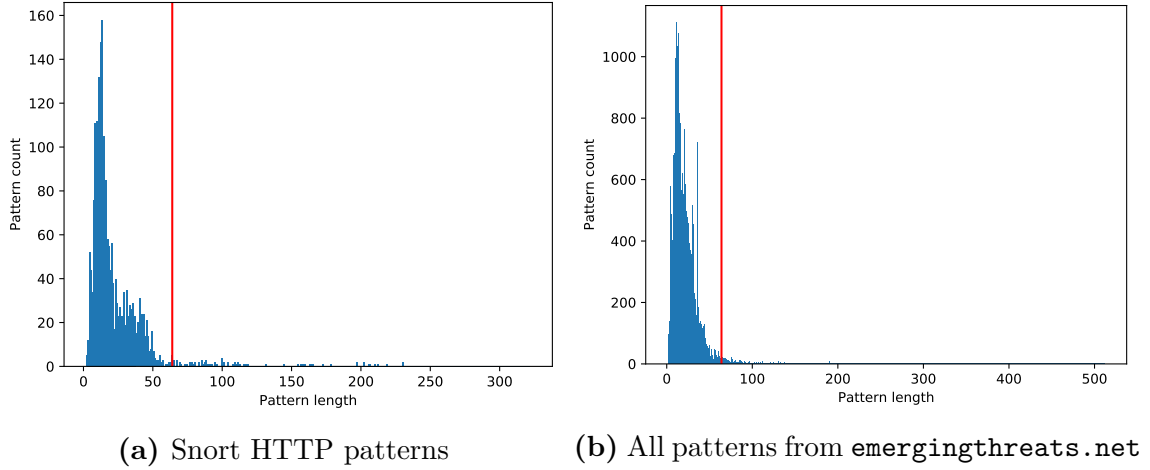 160
140
120
100
80
60
40
20
0
Pattern count
0 50 100 150 200 250 300
Pattern length
(a) Snort HTTP patterns
1000
800
600
400
200
0
Pattern count
0 100 200 300 400 500
Pattern length
(b) All patterns from emergingthreats.net